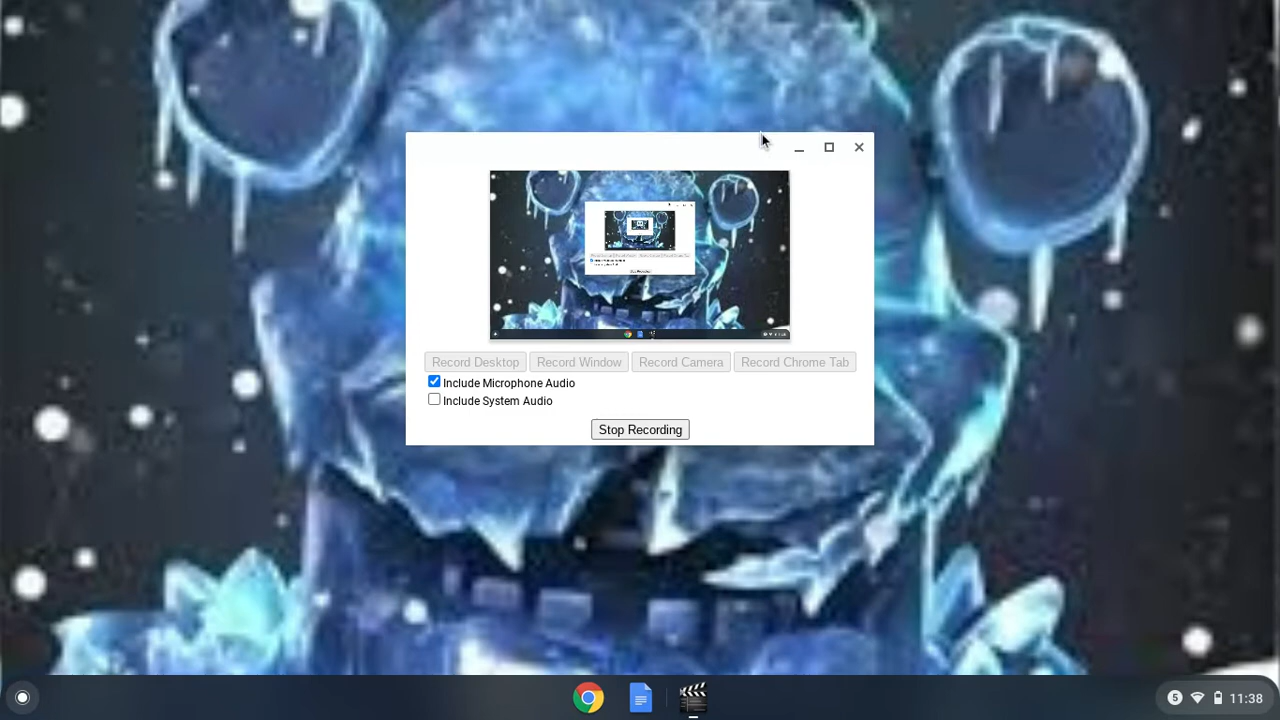 Record Desktop Record Window Record Camera Record Chrome Tab
Include Microphone Audio
Include System Audio
Stop Recording
5 11:38